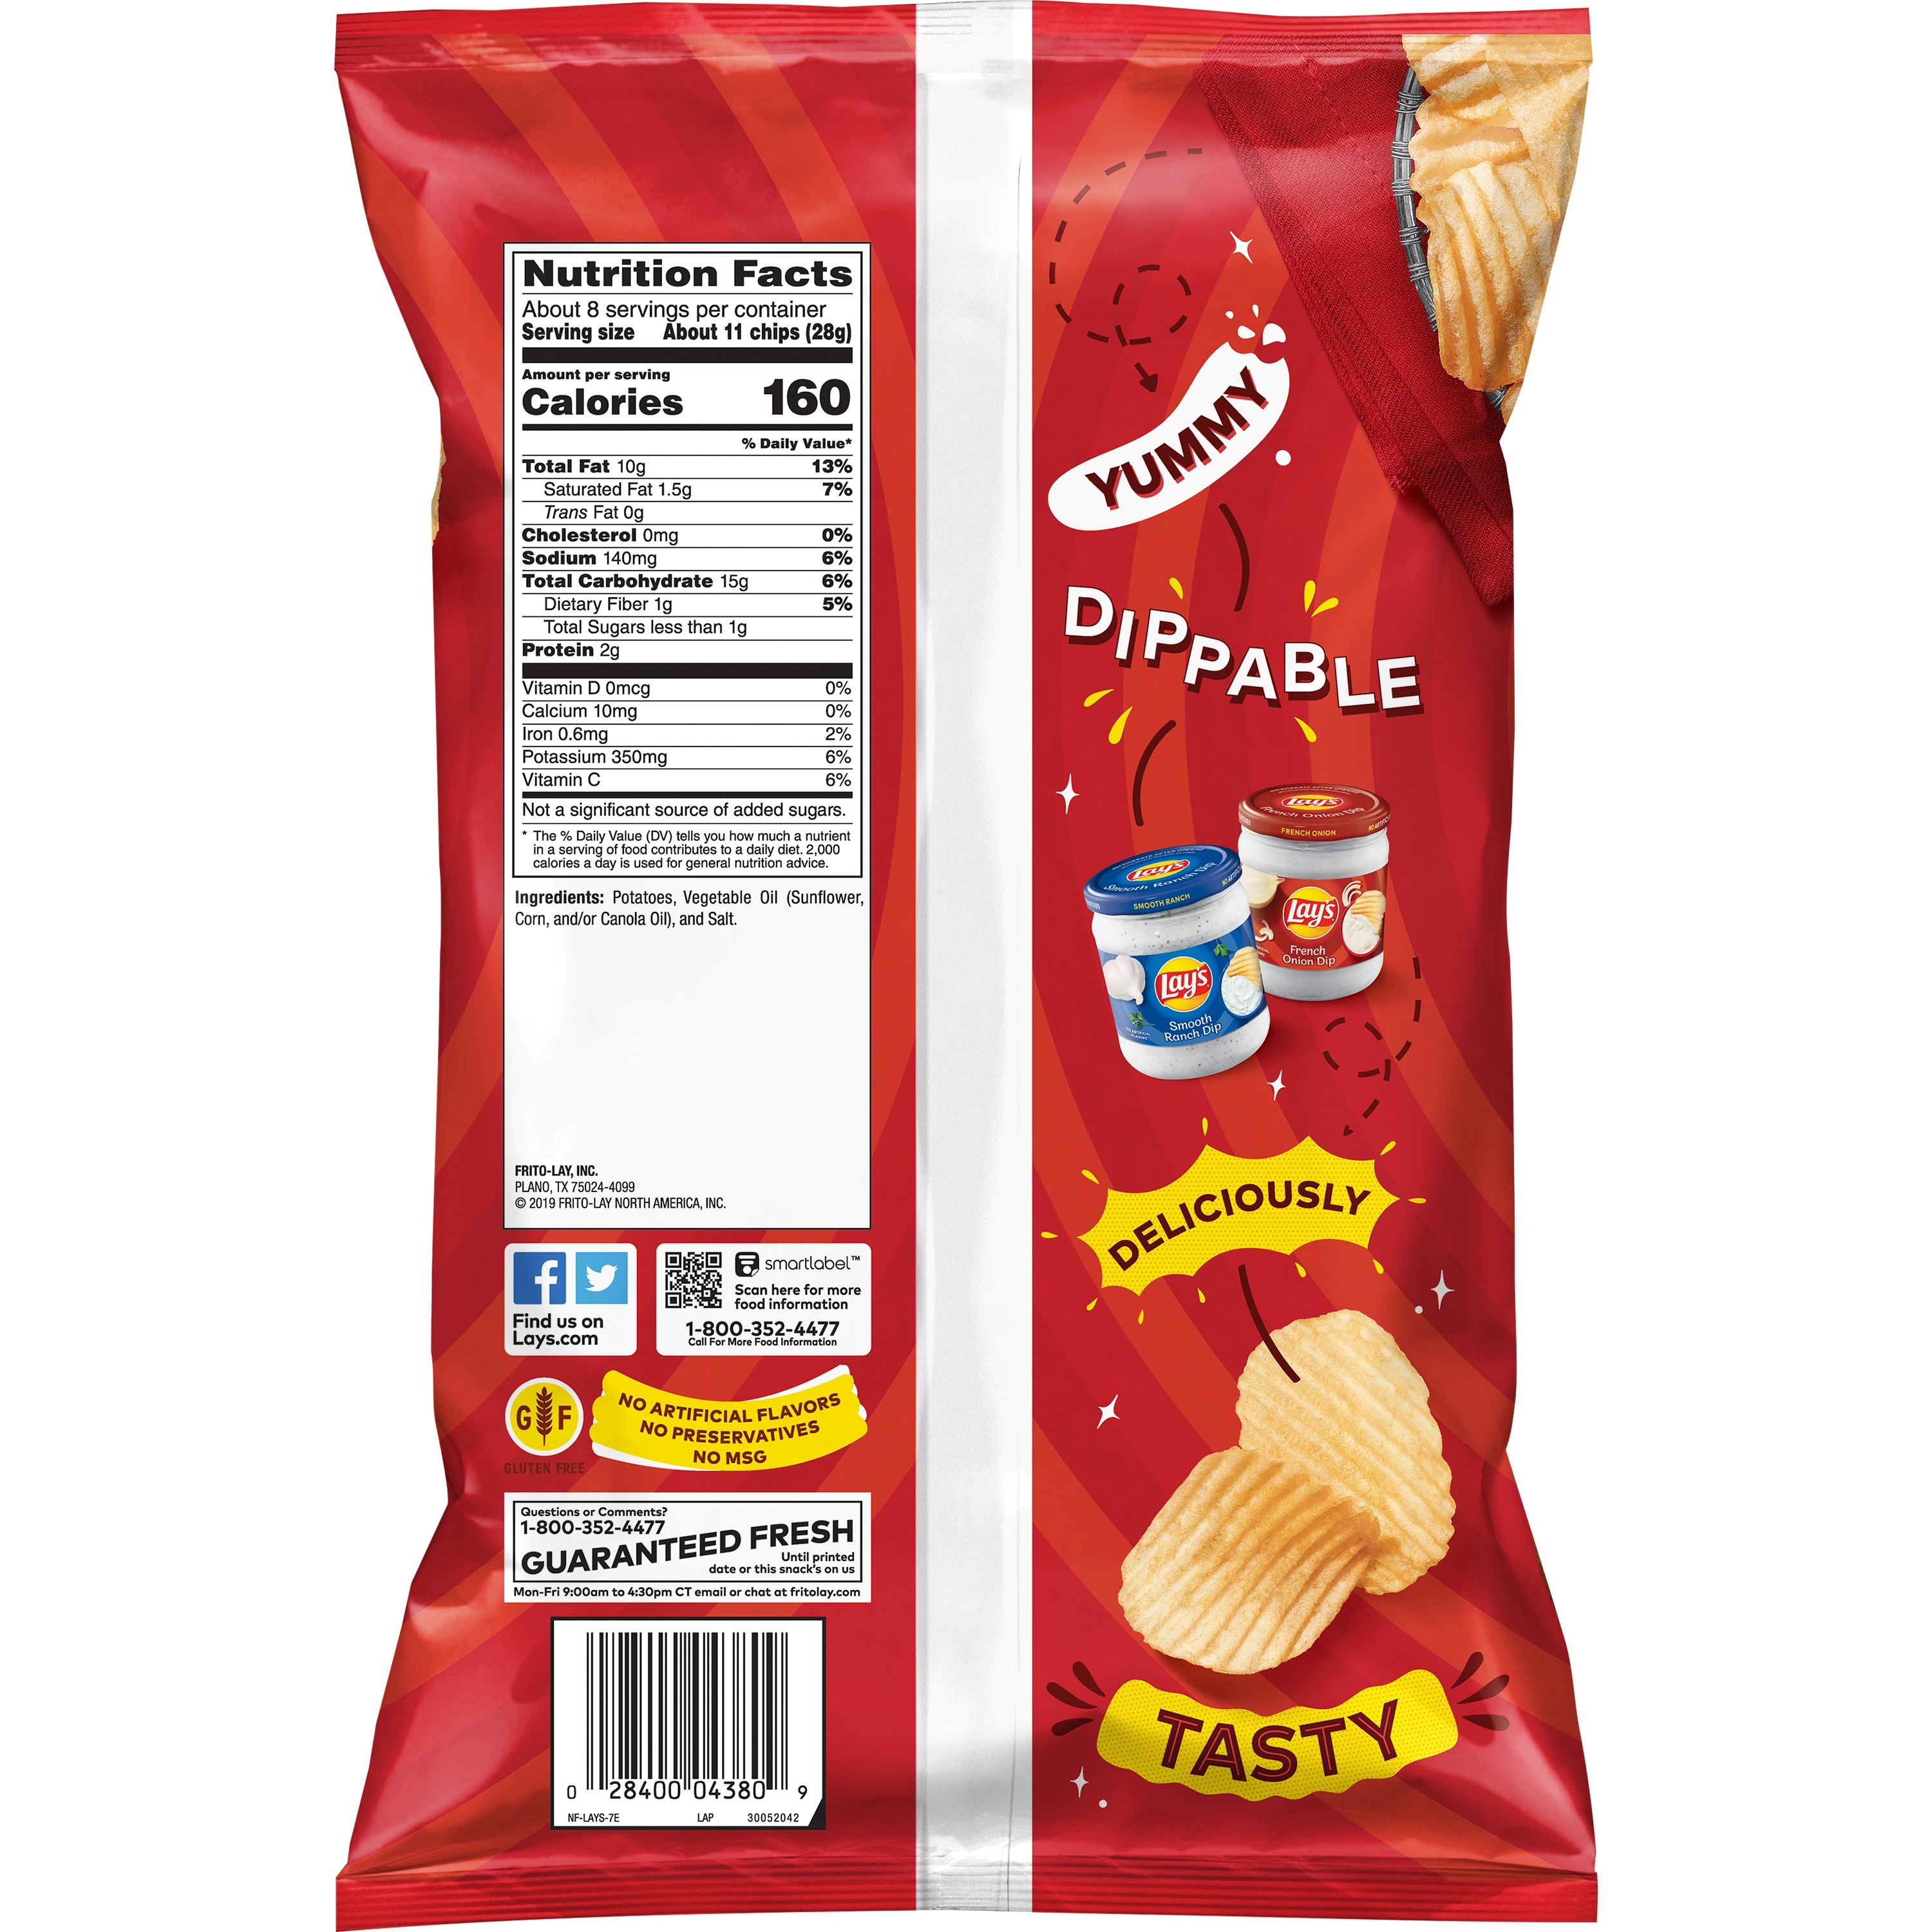 Nutrition Facts
About 8 servings per container
Serving size About 11 chips (28g)
Amount per serving
Calories 160
% Daily Value*
Total Fat 10g 13%
Saturated Fat 1.5g 7%
Trans Fat 0g
Cholesterol 0mg 0%
Sodium 140mg 6%
Total Carbohydrate 15g 6%
Dietary Fiber 1g 5%
Total Sugars less than 1g
Protein 2g
Vitamin D 0mcg 0%
Calcium 10mg 0%
Iron 0.6mg 2%
Potassium 350mg 6%
Vitamin C 6%
Not a significant source of added sugars.
* The % Daily Value (DV) tells you how much a nutrient
in a serving of food contributes to a daily diet. 2,000
calories a day is used for general nutrition advice.
Ingredients: Potatoes, Vegetable Oil (Sunflower,
Corn, and/or Canola Oil), and Salt.
FRITO-LAY, INC.
PLANO, TX 75024-4099
© 2019 FRITO-LAY NORTH AMERICA, INC.
f
Find us on
Lays.com
smartlabel™
Scan here for more
food information
1-800-352-4477
Call For More Food Information
G F
GLUTEN FREE
NO ARTIFICIAL FLAVORS
NO PRESERVATIVES
NO MSG
Questions or Comments?
1-800-352-4477
GUARANTEED FRESH
Until printed
date or this snack's on us
Mon-Fri 9:00am to 4:30pm CT email or chat at fritolay.com
0 28400 04380 9
NF-LAYS-7E LAP 30052042
YUMMY
DIPPABLE
Lay's
French Onion Dip
FRENCH ONION
Lay's
French
Onion Dip
Lay's
Smooth Ranch Dip
SMOOTH RANCH
Lay's
Smooth
Ranch Dip
DELICIOUSLY
TASTY